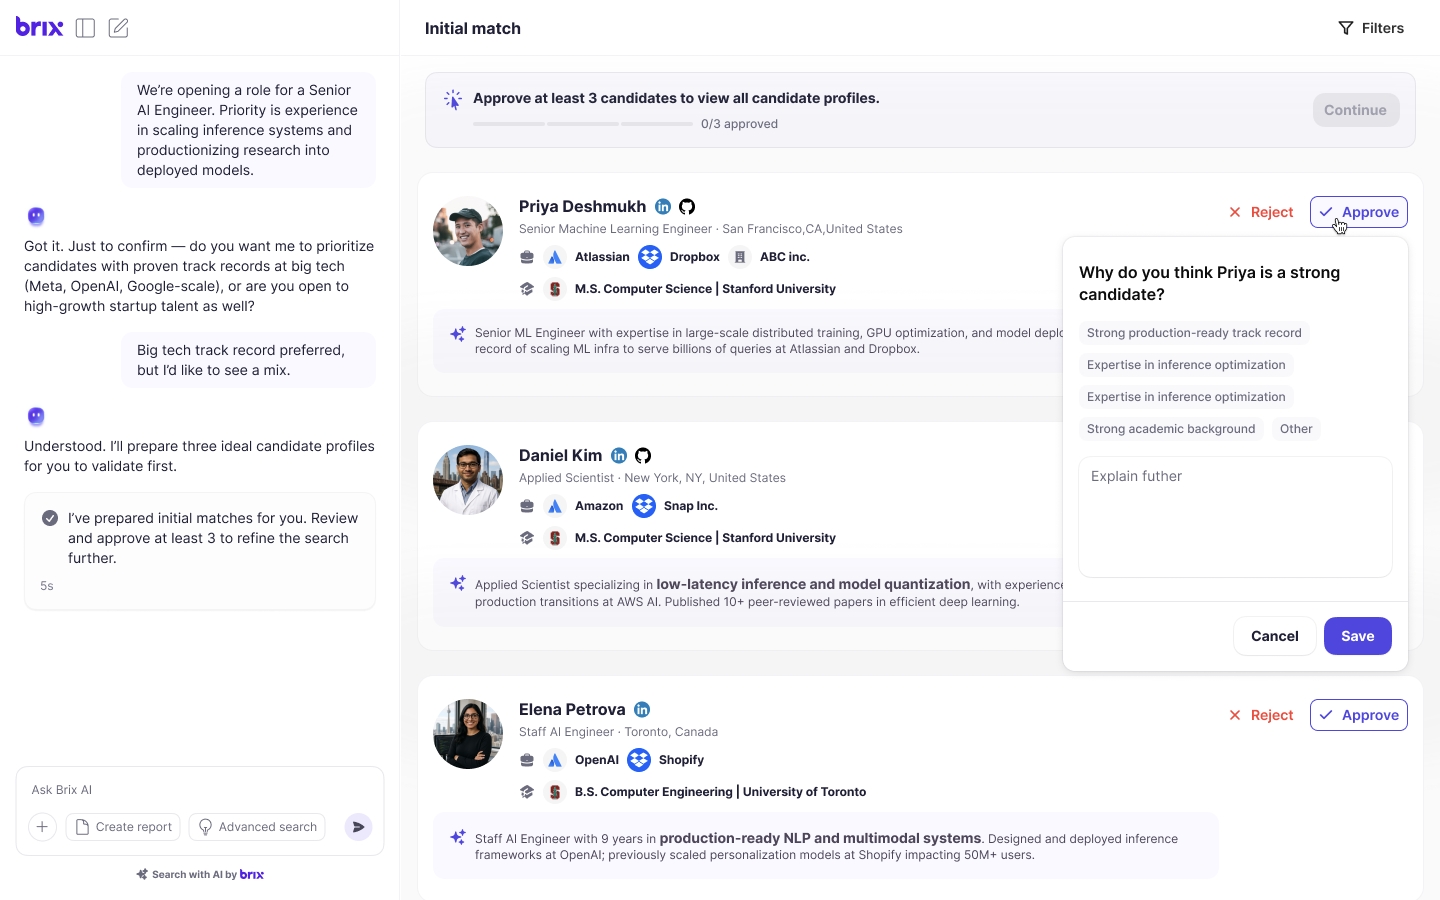 brix
We're opening a role for a Senior
AI Engineer. Priority is experience
in scaling inference systems and
productionizing research into
deployed models.
Got it. Just to confirm — do you want me to prioritize
candidates with proven track records at big tech
(Meta, OpenAI, Google-scale), or are you open to
high-growth startup talent as well?
Big tech track record preferred,
but I'd like to see a mix.
Understood. I'll prepare three ideal candidate profiles
for you to validate first.
I've prepared initial matches for you. Review
and approve at least 3 to refine the search
further.
5s
Ask Brix AI
Create report
Advanced search
Search with AI by brix
Initial match
Filters
Approve at least 3 candidates to view all candidate profiles.
0/3 approved
Continue
Priya Deshmukh in
Reject
Approve
Senior Machine Learning Engineer · San Francisco,CA,United States
Atlassian Dropbox ABC inc.
M.S. Computer Science | Stanford University
Senior ML Engineer with expertise in large-scale distributed training, GPU optimization, and model
record of scaling ML infra to serve billions of queries at Atlassian and Dropbox.
Why do you think Priya is a strong
candidate?
Strong production-ready track record
Expertise in inference optimization
Expertise in inference optimization
Strong academic background Other
Explain futher
Cancel Save
Daniel Kim in
Applied Scientist · New York, NY, United States
Amazon Snap Inc.
M.S. Computer Science | Stanford University
Applied Scientist specializing in low-latency inference and model quantization, with experience
production transitions at AWS AI. Published 10+ peer-reviewed papers in efficient deep learning.
Elena Petrova in
Reject
Approve
Staff AI Engineer · Toronto, Canada
OpenAI Shopify
B.S. Computer Engineering | University of Toronto
Staff AI Engineer with 9 years in production-ready NLP and multimodal systems. Designed and deployed inference
frameworks at OpenAI; previously scaled personalization models at Shopify impacting 50M+ users.